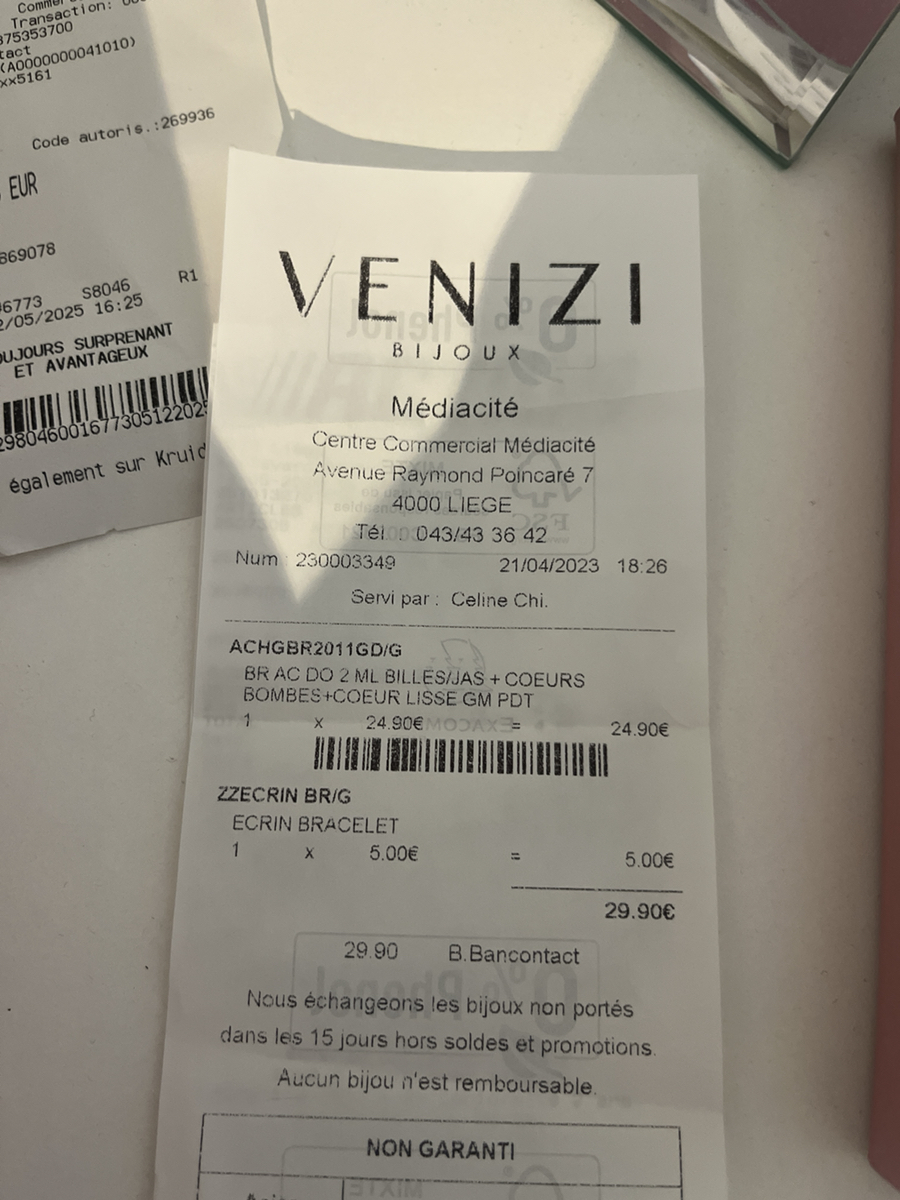 Transaction:
375353700
tact
(A0000000041010)
xx5161
Code autoris.:269936
EUR
869078
6773 S8046 R1
2/05/2025 16:25
OUJOURS SURPRENANT
ET AVANTAGEUX
également sur Kruid
VENIZI
BIJOUX
Médiacité
Centre Commercial Médiacité
Avenue Raymond Poincaré 7
4000 LIEGE
Tél : 043/43 36 42
Num : 230003349 21/04/2023 18:26
Servi par : Celine Chi.
ACHGBR2011GD/G
BR AC DO 2 ML BILLES/JAS + COEURS
BOMBES+COEUR LISSE GM PDT
1 x 24.90€ = 24.90€
ZZECRIN BR/G
ECRIN BRACELET
1 x 5.00€ = 5.00€
29.90€
29.90 B.Bancontact
Nous échangeons les bijoux non portés
dans les 15 jours hors soldes et promotions.
Aucun bijou n'est remboursable.
NON GARANTI